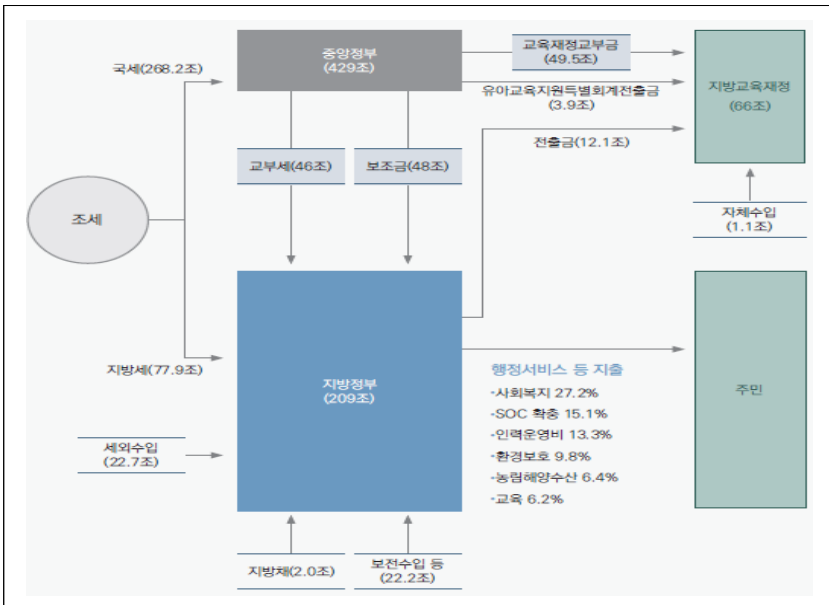 중앙정부
(429조)
교육재정교부금
(49.5조)
국세(268.2조)
유아교육지원특별회계전출금
(3.9조)
지방교육재정
(66조)
교부세(46조)
보조금(48조)
전출금(12.1조)
조세
자체수입
(1.1조)
지방세(77.9조)
지방정부
(209조)
행정서비스 등 지출
-사회복지 27.2%
-SOC 확충 15.1%
-인력운영비 13.3%
-환경보호 9.8%
-농림해양수산 6.4%
-교육 6.2%
주민
세외수입
(22.7조)
지방채(2.0조)
보전수입 등
(22.2조)